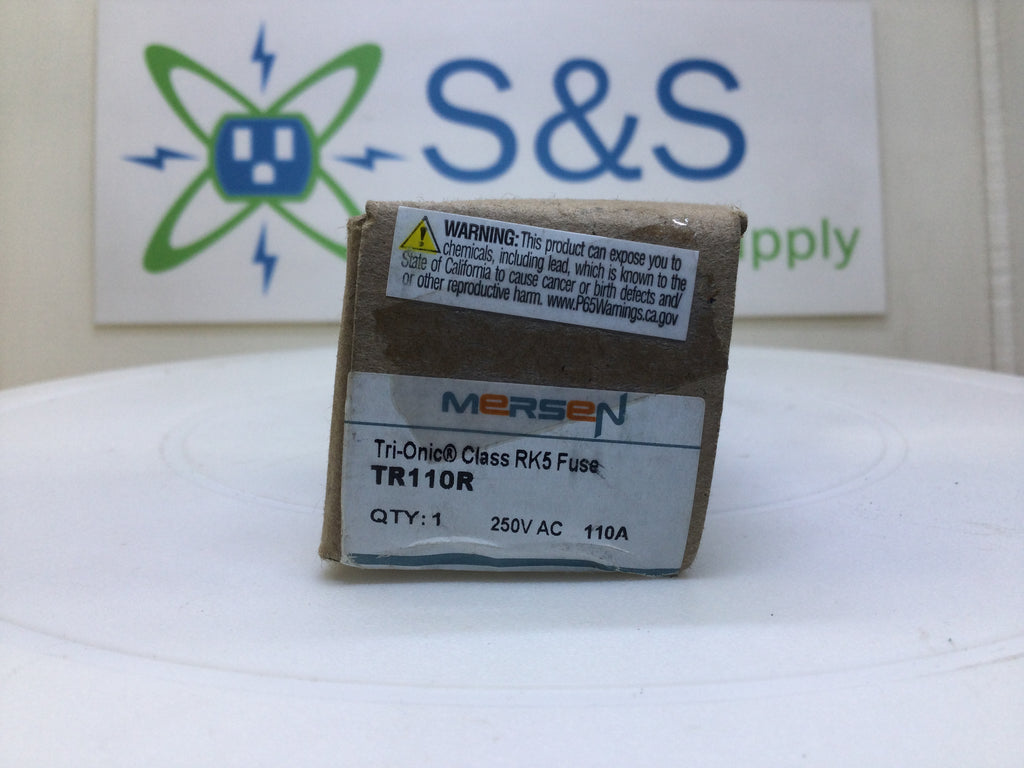 S&S
pply
WARNING: This product can expose you to
chemicals, including lead, which is known to the
State of California to cause cancer or birth defects and/
or other reproductive harm. www.P65Warnings.ca.gov
MERSEN
Tri-Onic® Class RK5 Fuse
TR110R
QTY: 1 250V AC 110A